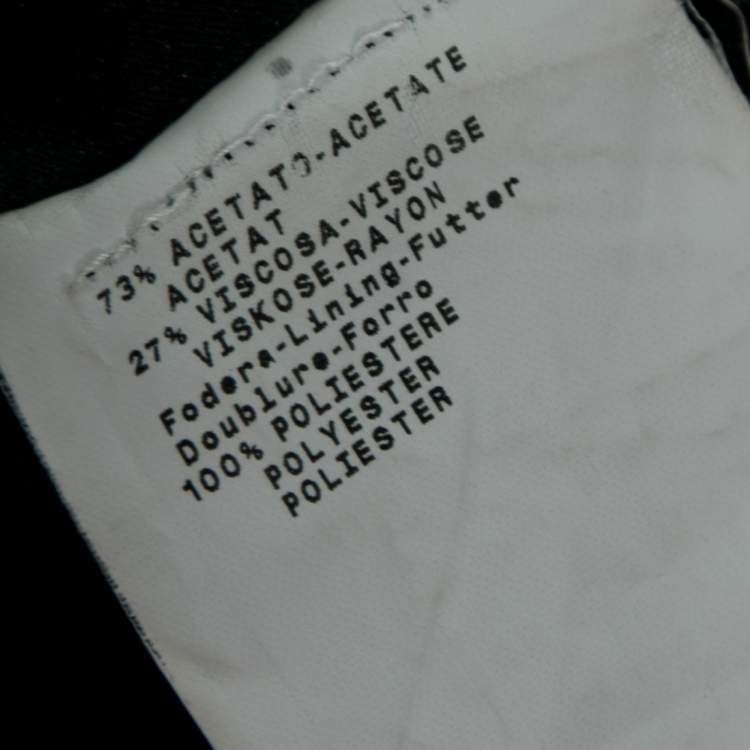 73% ACETATO-ACETATE
ACETAT
27% VISCOSA-VISCOSE
VISKOSE-RAYON
Fodera-Lining-Futter
Doublure-Forro
100% POLIESTERE
POLYESTER
POLIESTER